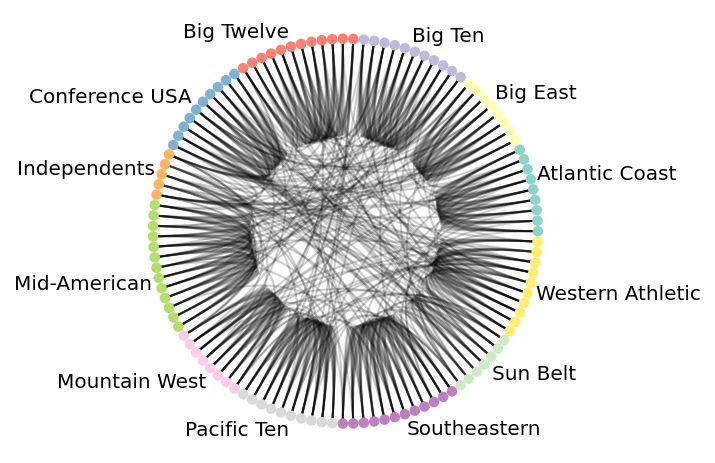 Big Twelve
Big Ten
Conference USA
Big East
Independents
Atlantic Coast
Mid-American
Western Athletic
Mountain West
Sun Belt
Pacific Ten
Southeastern